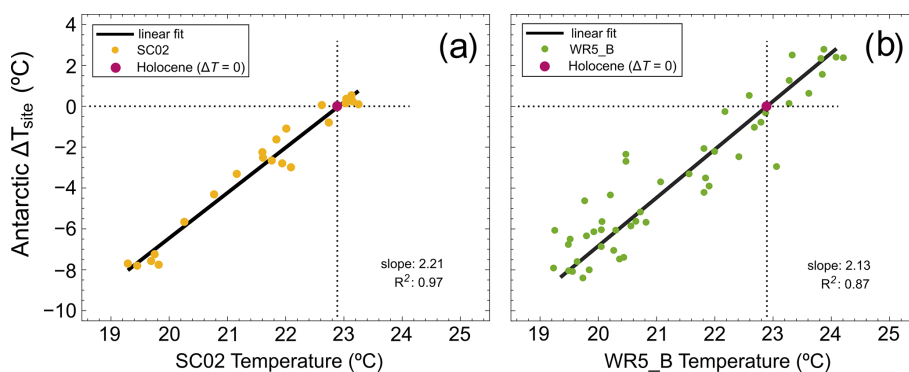 Antarctic ΔTsite (ºC)
4
2
0
−2
−4
−6
−8
−10
linear fit
SC02
Holocene (ΔT = 0)
(a)
slope: 2.21
R²: 0.97
19 20 21 22 23 24 25
SC02 Temperature (ºC)
linear fit
WR5_B
Holocene (ΔT = 0)
(b)
slope: 2.13
R²: 0.87
19 20 21 22 23 24 25
WR5_B Temperature (ºC)